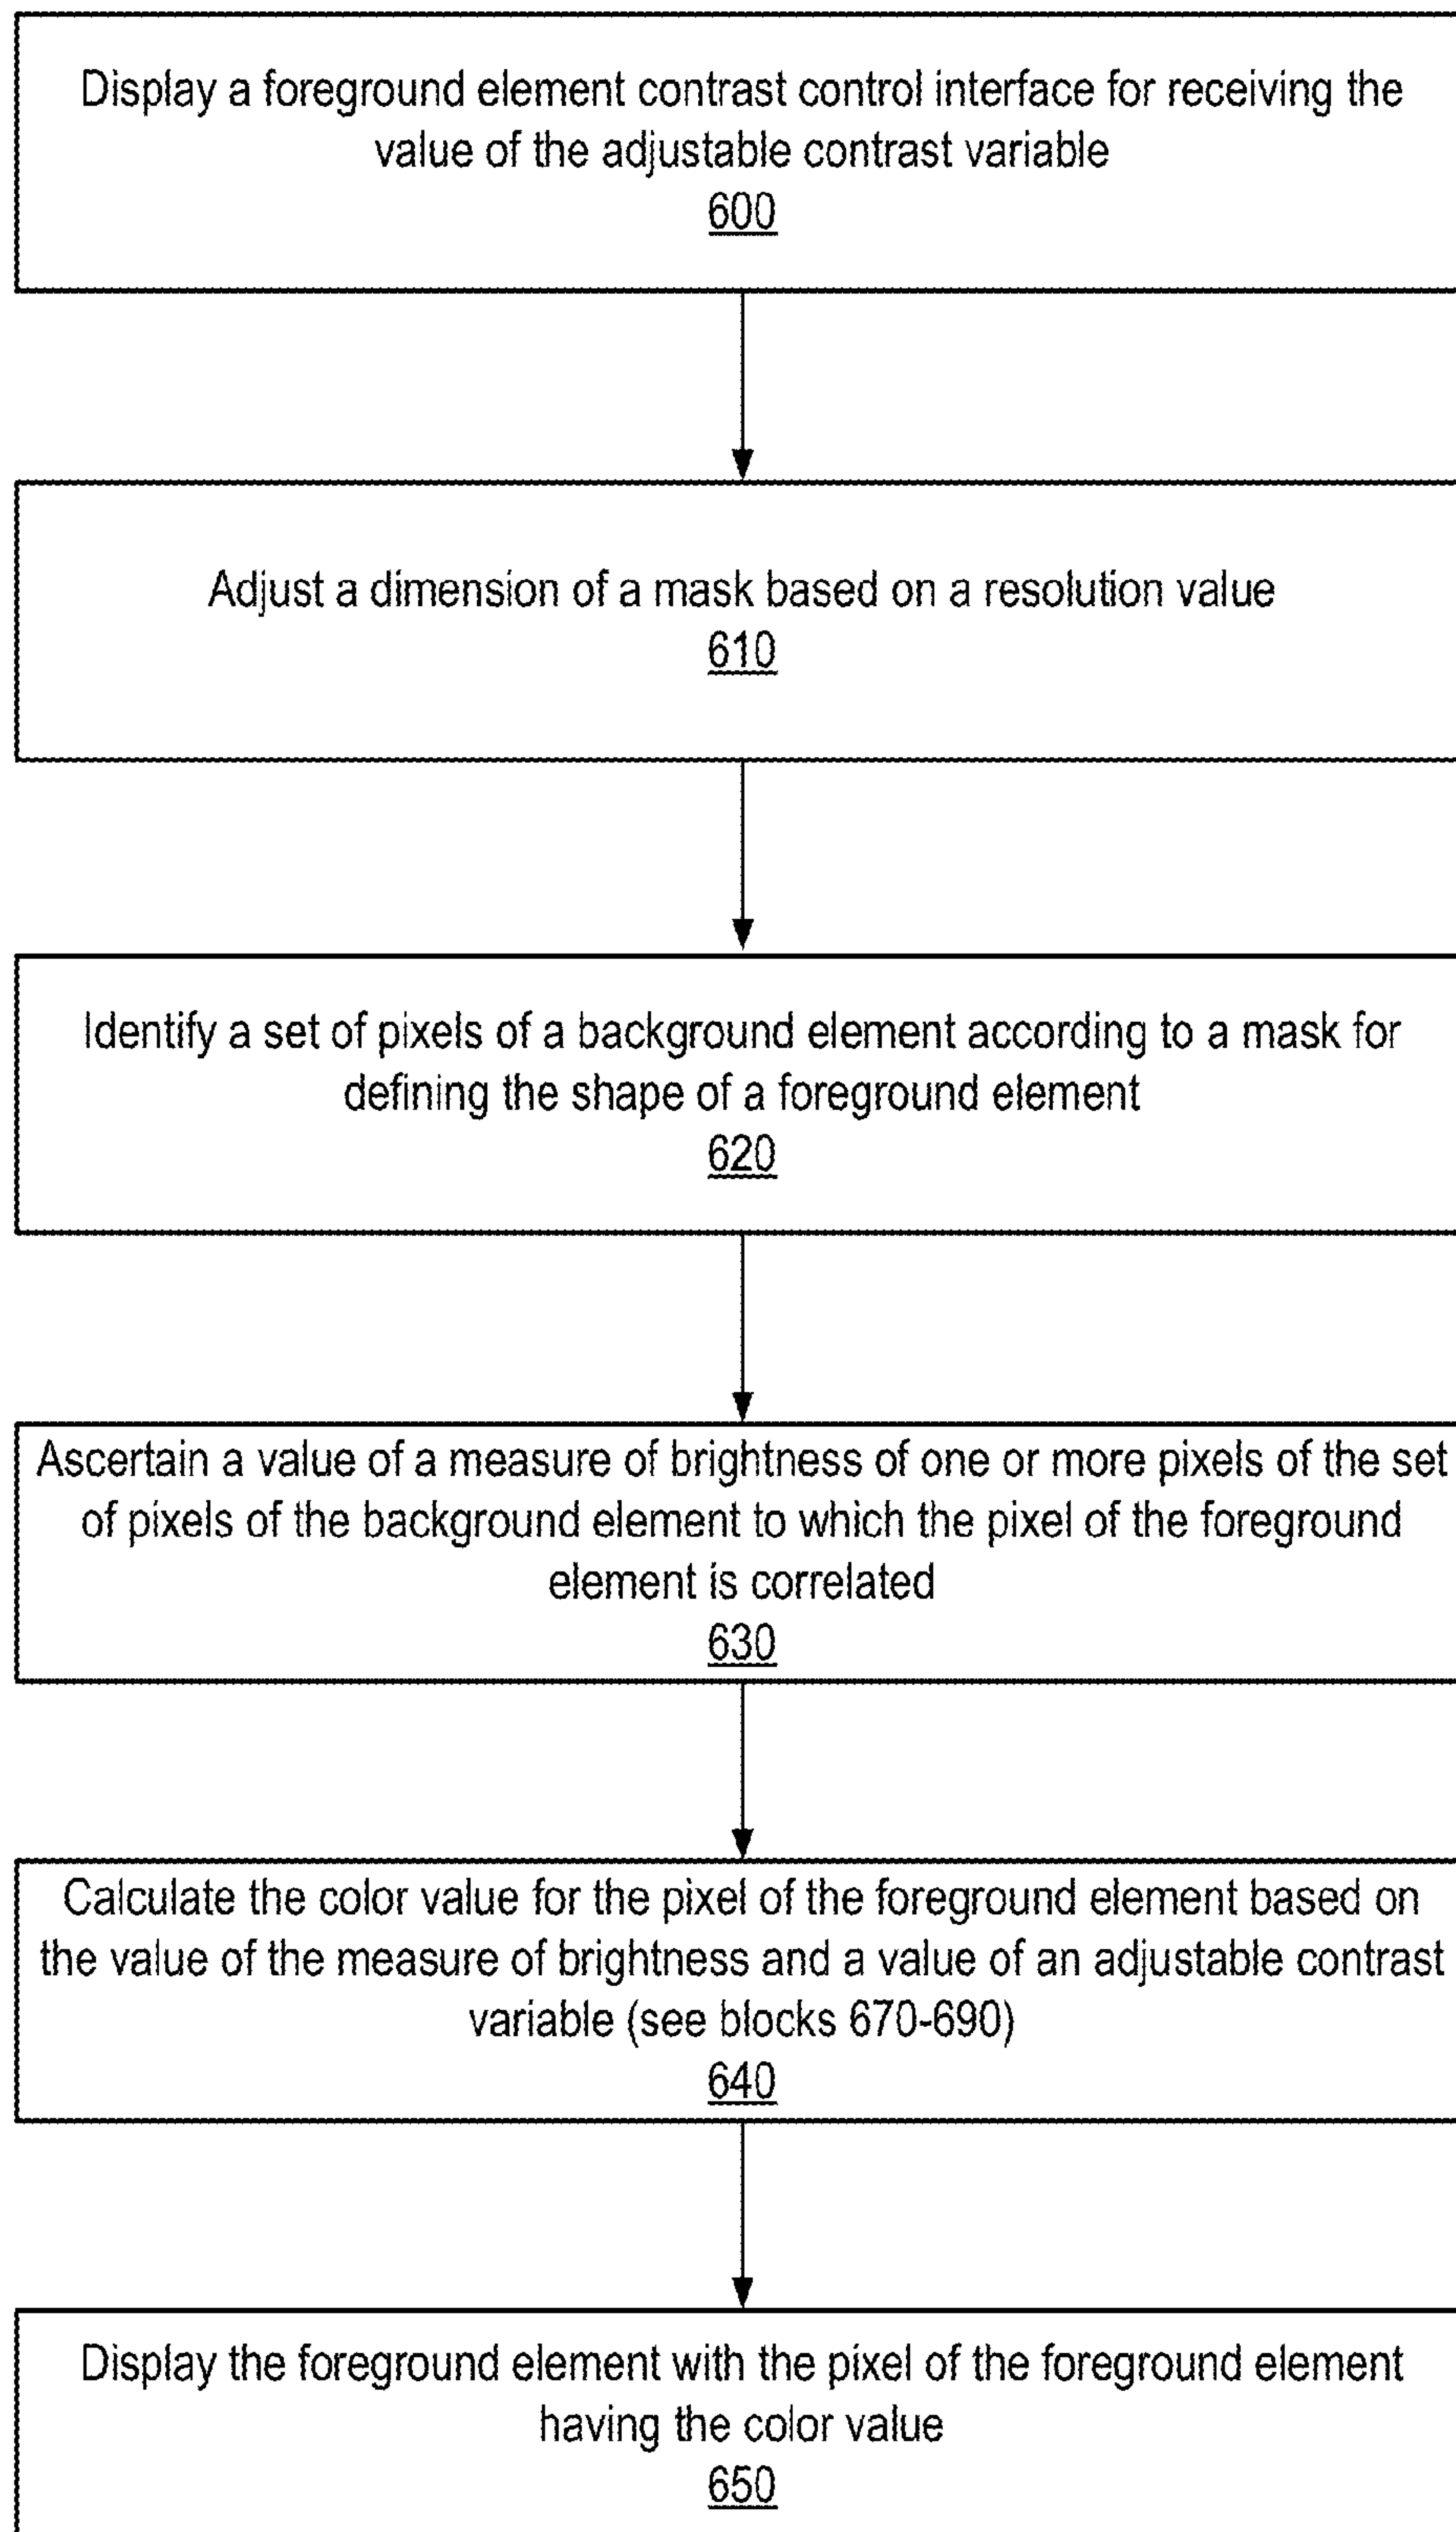 Display a foreground element contrast control interface for receiving the
value of the adjustable contrast variable
600
Adjust a dimension of a mask based on a resolution value
610
Identify a set of pixels of a background element according to a mask for
defining the shape of a foreground element
620
Ascertain a value of a measure of brightness of one or more pixels of the set
of pixels of the background element to which the pixel of the foreground
element is correlated
630
Calculate the color value for the pixel of the foreground element based on
the value of the measure of brightness and a value of an adjustable contrast
variable (see blocks 670-690)
640
Display the foreground element with the pixel of the foreground element
having the color value
650